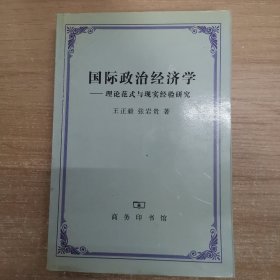 国际政治经济学
——理论范式与现实经验研究
王正毅 张岩贵 著
商务印书馆